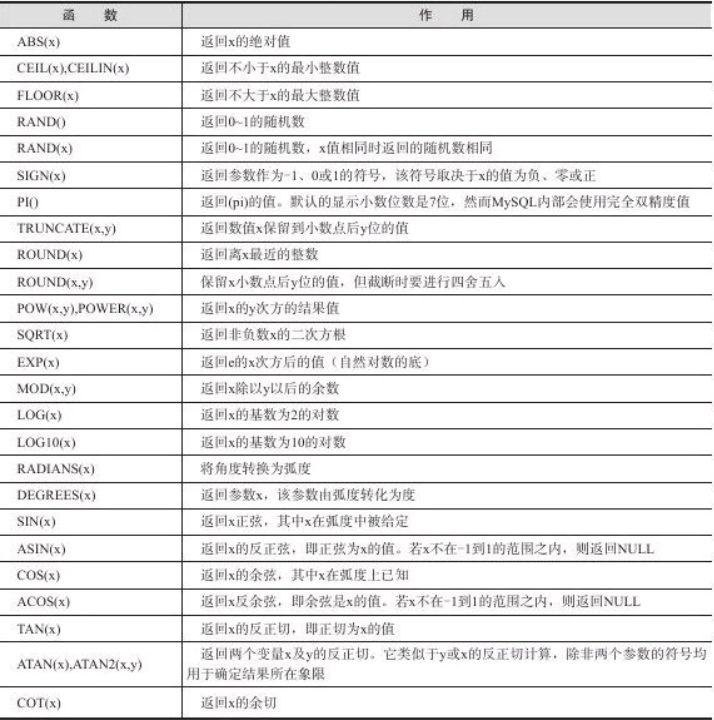 函 数 作 用
ABS(x) 返回x的绝对值
CEIL(x),CEILIN(x) 返回不小于x的最小整数值
FLOOR(x) 返回不大于x的最大整数值
RAND() 返回0~1的随机数
RAND(x) 返回0~1的随机数，x值相同时返回的随机数相同
SIGN(x) 返回参数作为-1、0或1的符号，该符号取决于x的值为负、零或正
PI() 返回(pi)的值。默认的显示小数位数是7位，然而MySQL内部会使用完全双精度值
TRUNCATE(x,y) 返回数值x保留到小数点后y位的值
ROUND(x) 返回离x最近的整数
ROUND(x,y) 保留x小数点后y位的值，但截断时要进行四舍五入
POW(x,y),POWER(x,y) 返回x的y次方的结果值
SQRT(x) 返回非负数x的二次方根
EXP(x) 返回e的x次方后的值（自然对数的底）
MOD(x,y) 返回x除以y以后的余数
LOG(x) 返回x的基数为2的对数
LOG10(x) 返回x的基数为10的对数
RADIANS(x) 将角度转换为弧度
DEGREES(x) 返回参数x，该参数由弧度转化为度
SIN(x) 返回x正弦，其中x在弧度中被给定
ASIN(x) 返回x的反正弦，即正弦为x的值。若x不在-1到1的范围之内，则返回NULL
COS(x) 返回x的余弦，其中x在弧度上已知
ACOS(x) 返回x反余弦，即余弦是x的值。若x不在-1到1的范围之内，则返回NULL
TAN(x) 返回x的反正切，即正切为x的值
ATAN(x),ATAN2(x,y) 返回两个变量x及y的反正切。它类似于y或x的反正切计算，除非两个参数的符号均
用于确定结果所在象限
COT(x) 返回x的余切